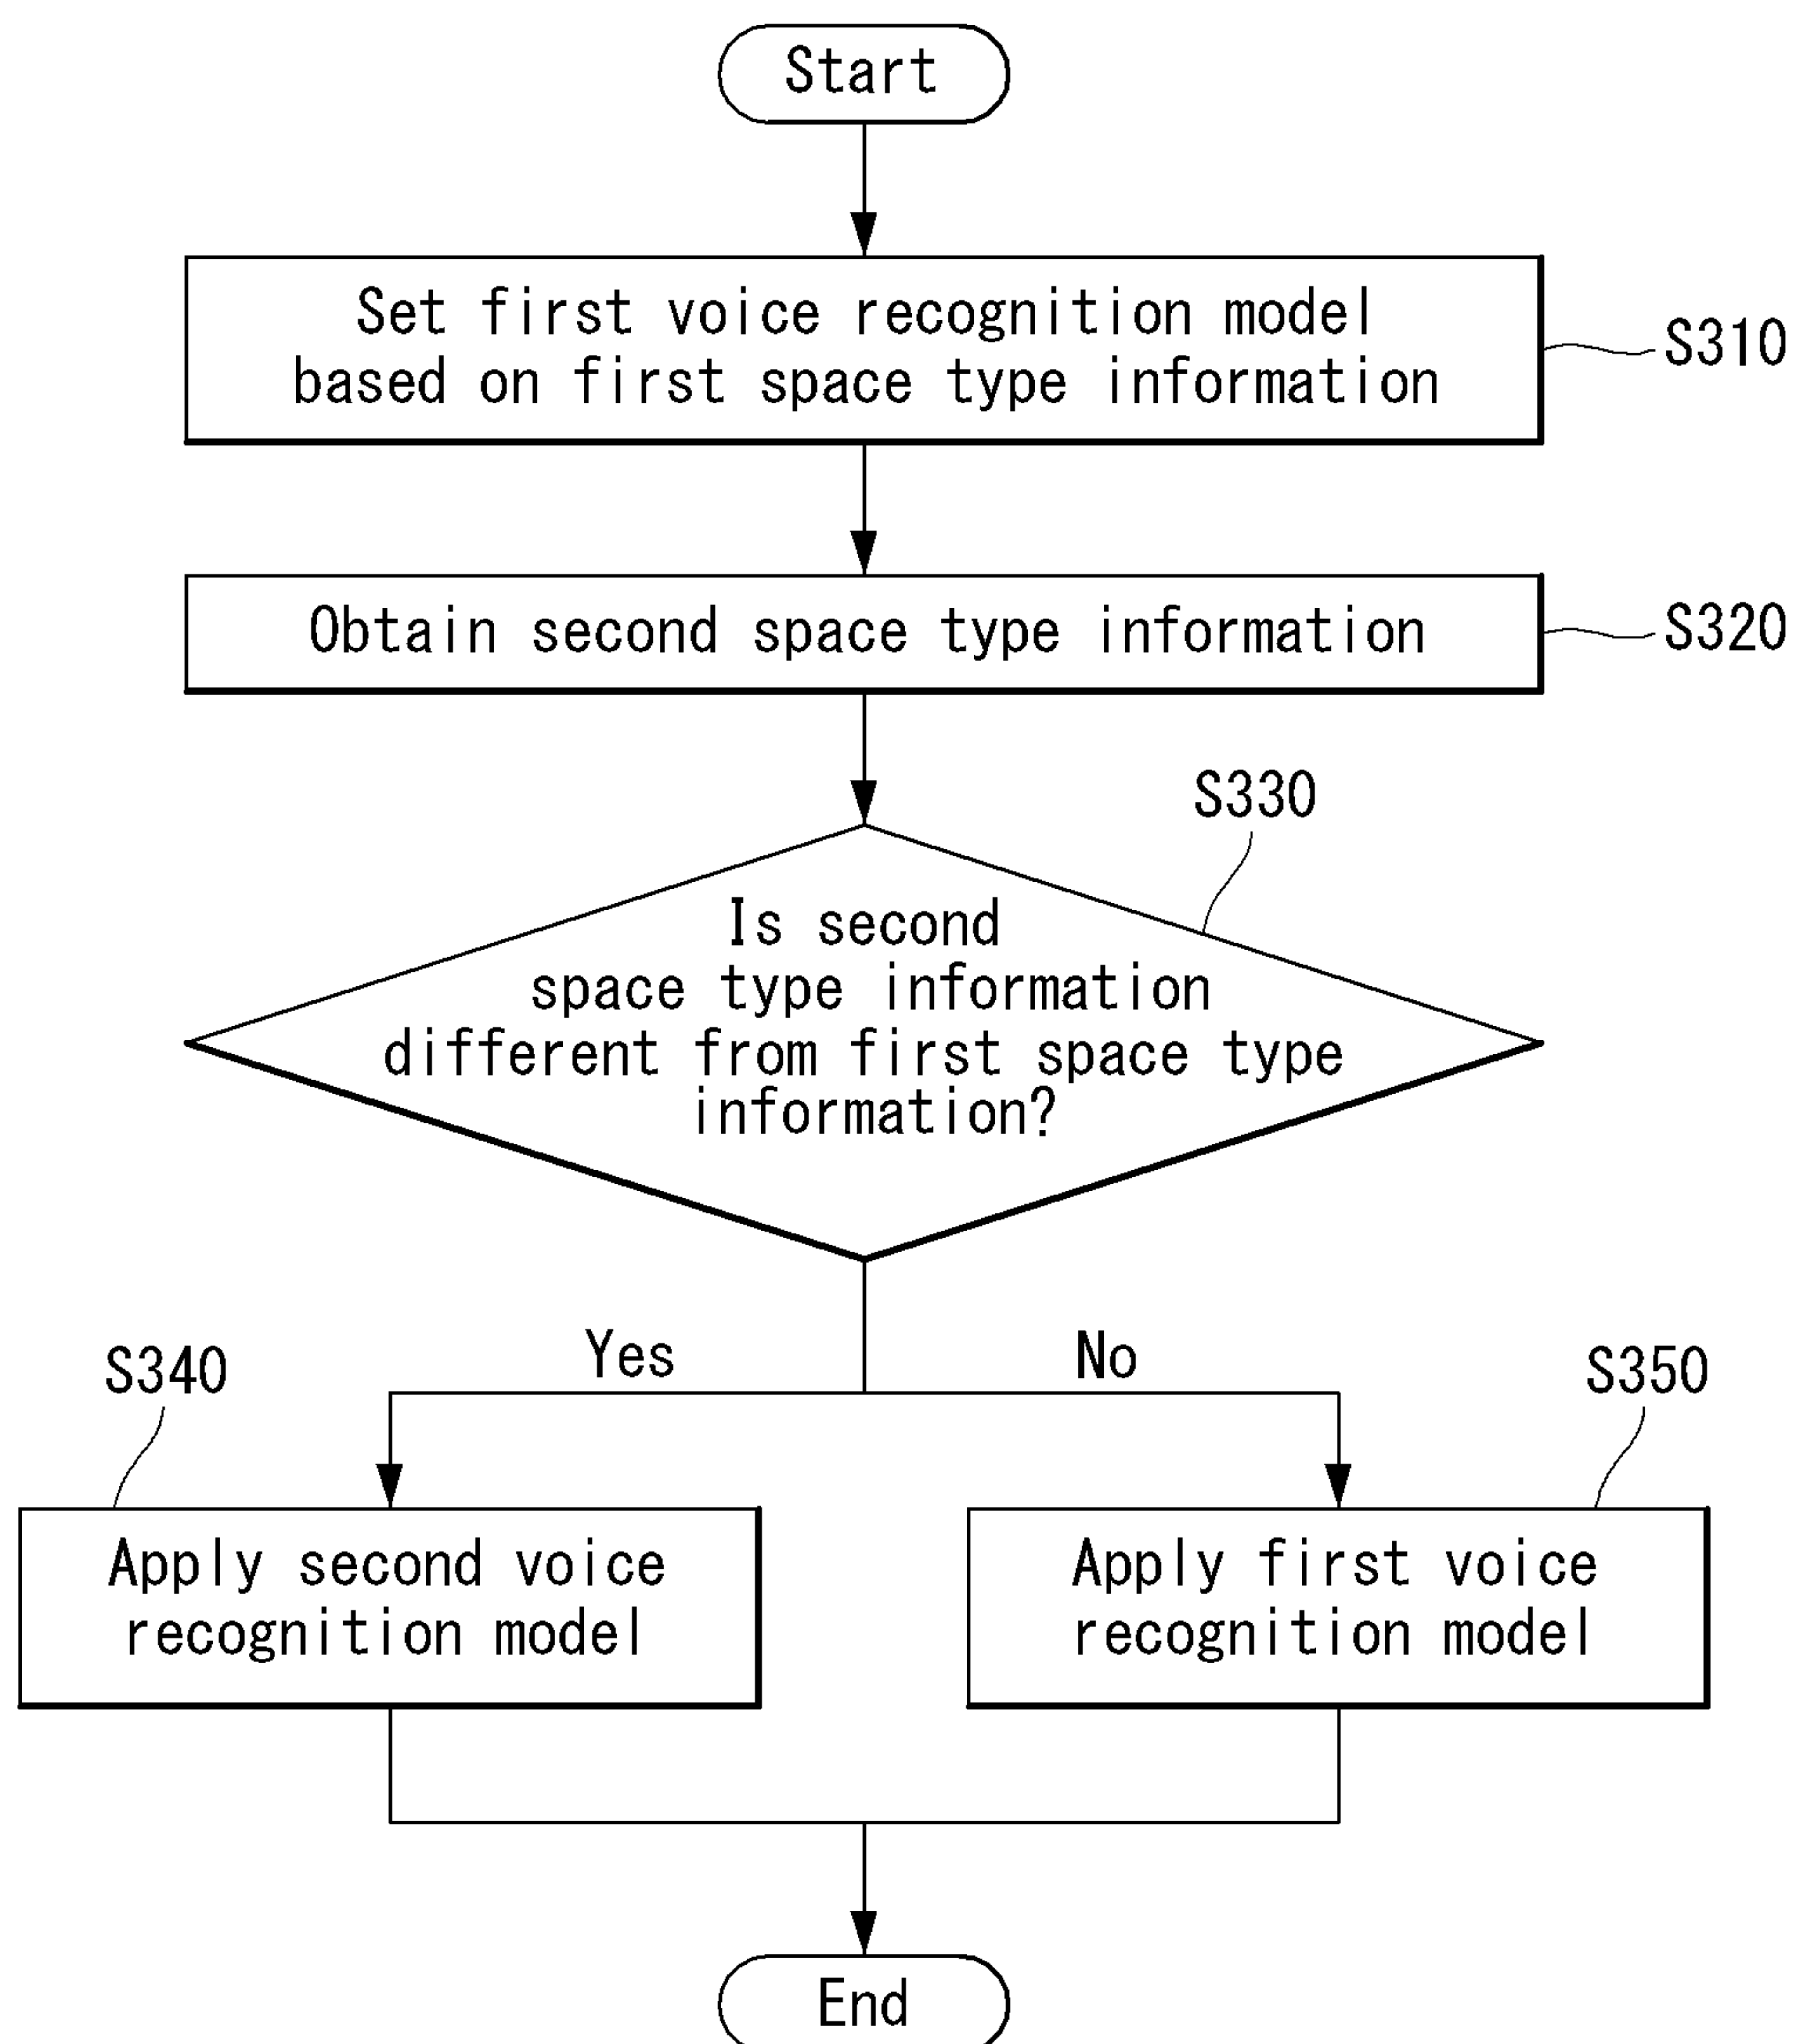 Start
Set first voice recognition model
based on first space type information
S310
Obtain second space type information
S320
S330
Is second
space type information
different from first space type
information?
Yes
No
S340
S350
Apply second voice
recognition model
Apply first voice
recognition model
End